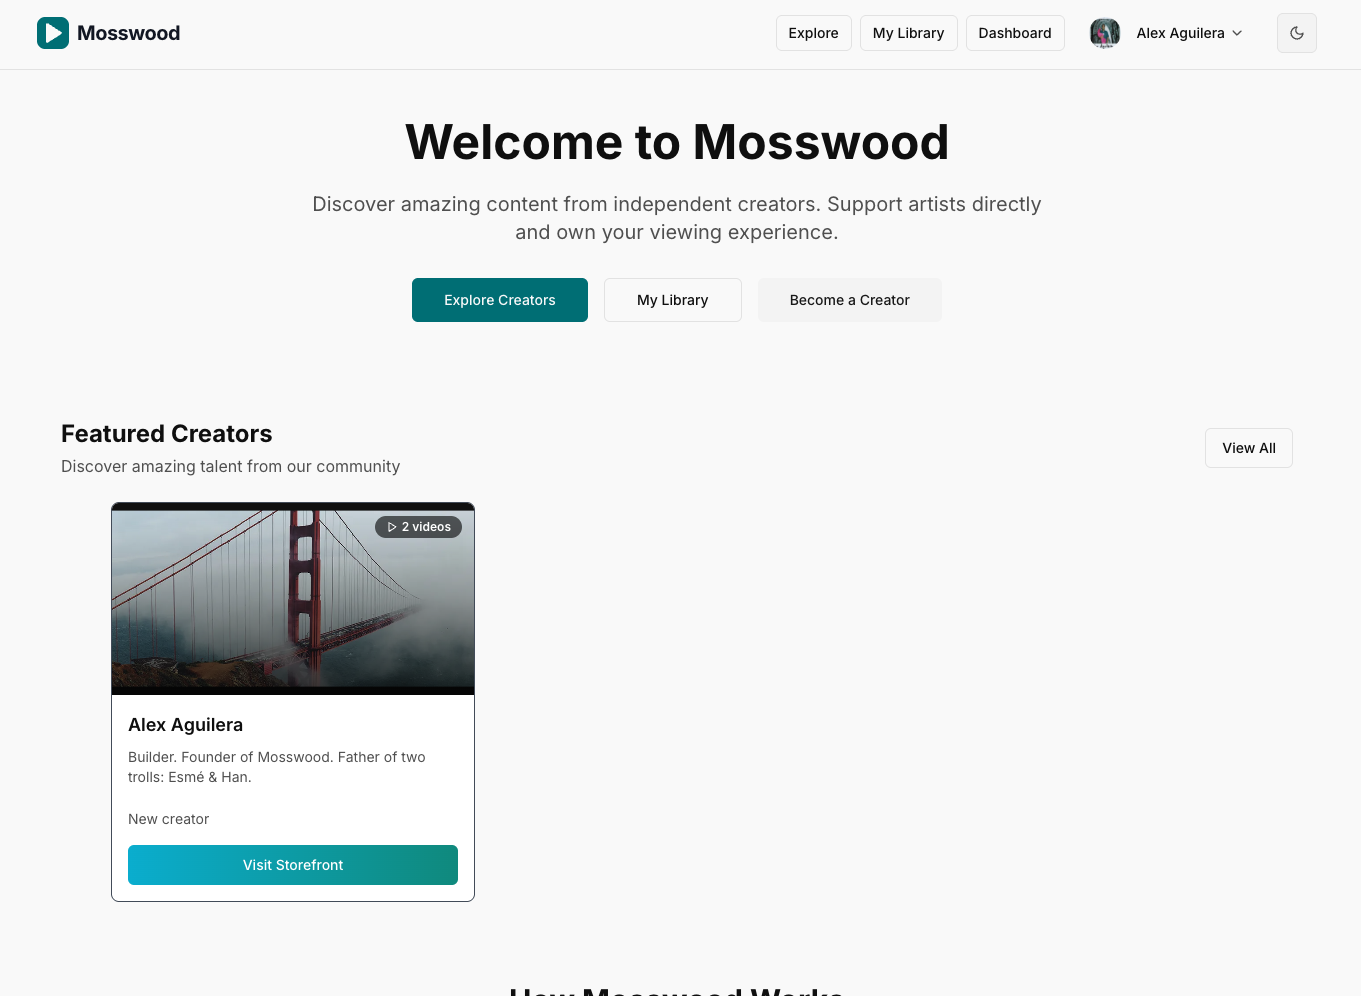 Mosswood
Explore
My Library
Dashboard
Alex Aguilera
Welcome to Mosswood
Discover amazing content from independent creators. Support artists directly
and own your viewing experience.
Explore Creators
My Library
Become a Creator
Featured Creators
Discover amazing talent from our community
View All
2 videos
Alex Aguilera
Builder. Founder of Mosswood. Father of two
trolls: Esmé & Han.
New creator
Visit Storefront
How Mosswood Works